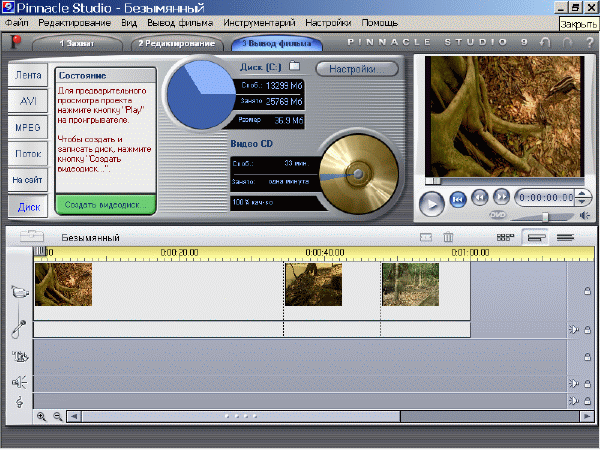 Pinnacle Studio - Безымянный
Файл Редактирование Вид Вывод фильма Инструментарий Настройки Помощь
Закрыть
1 Захват
2 Редактирование
3 Вывод фильма
PINNACLE STUDIO 9
?
Лента
AVI
MPEG
Поток
На сайт
Диск
Состояние
Для предварительного
просмотра проекта
нажмите кнопку "Play"
на проигрывателе.
Чтобы создать и
записать диск, нажмите
кнопку "Создать
видеодиск...".
Создать видеодиск...
Диск (C:)
Настройки...
Своб.: 13299 Мб
Занято 25769 Мб
Размер 36.9 Мб
Видео CD
Своб.: 33 мин.
Занято: одна минута
100% кач-во
0:00:00.00
DVD
Безымянный
0:00:20.00 0:00:40.00 0:01:00.00